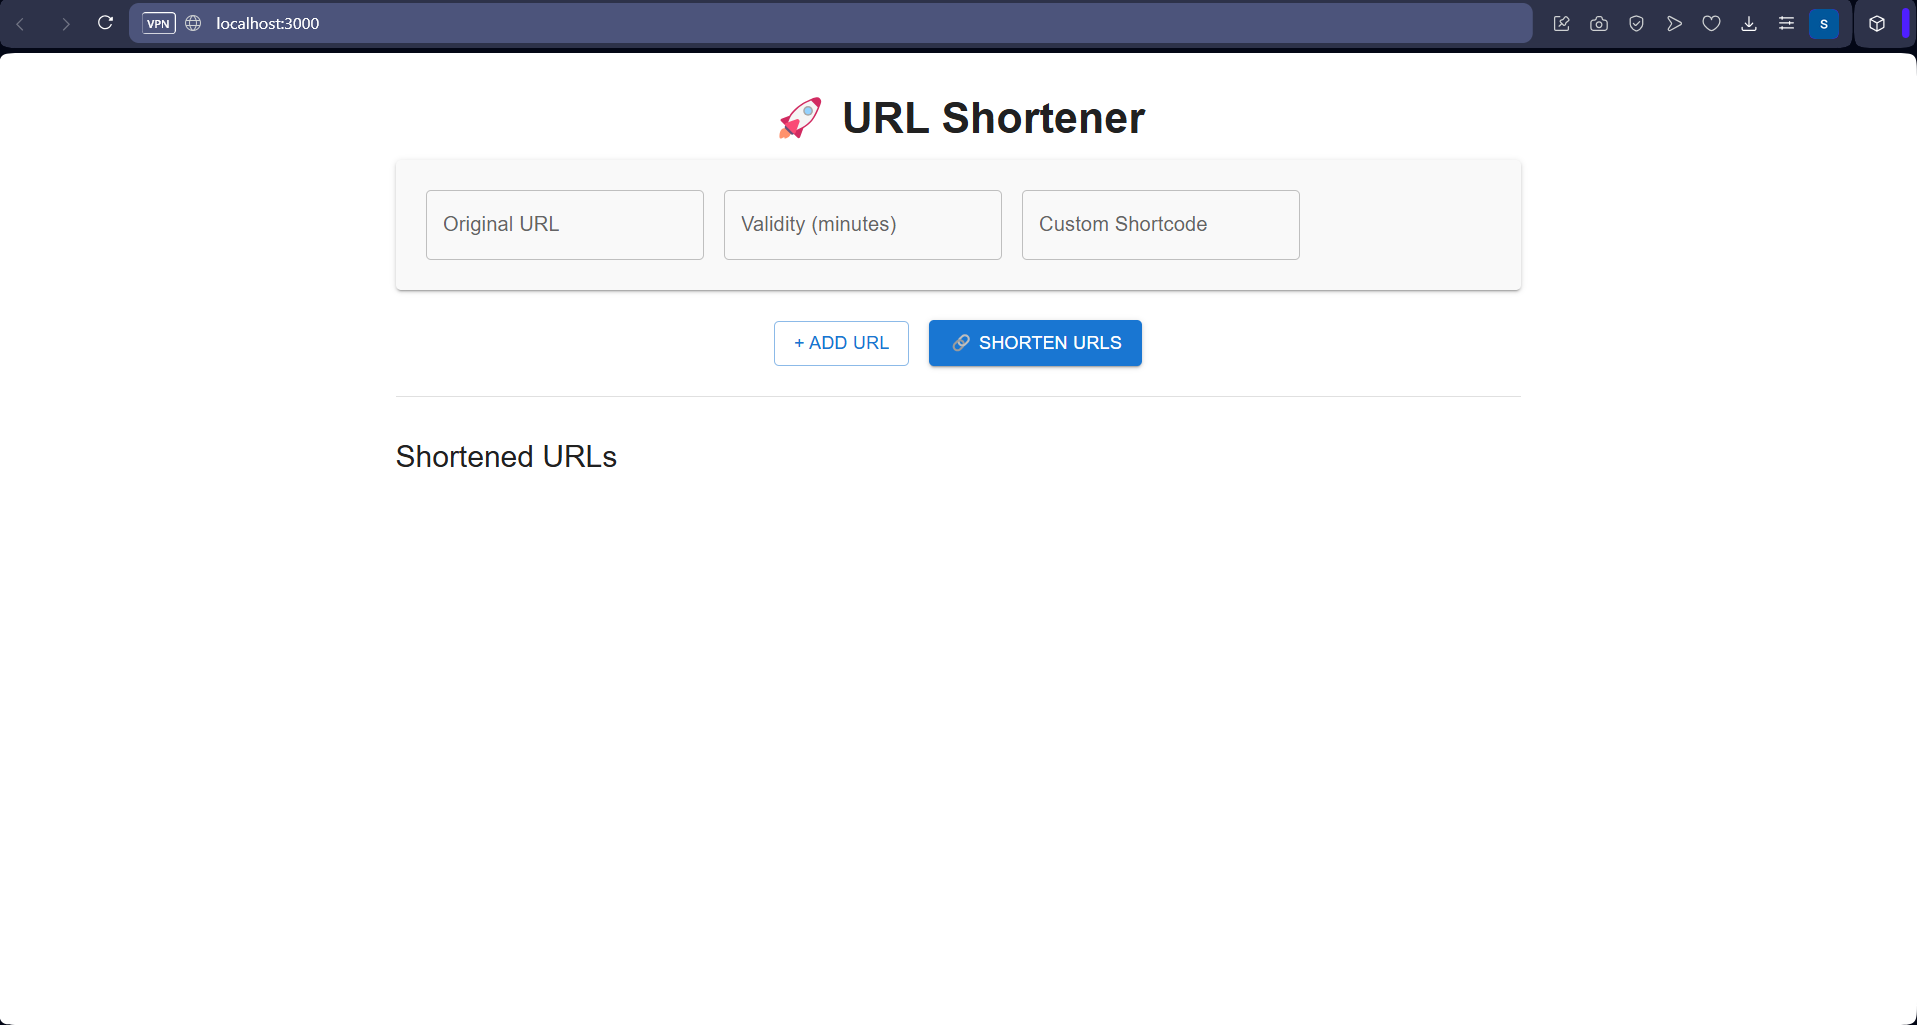 VPN localhost:3000 S
🚀 URL Shortener
Original URL Validity (minutes) Custom Shortcode
+ ADD URL 🔗 SHORTEN URLS
Shortened URLs